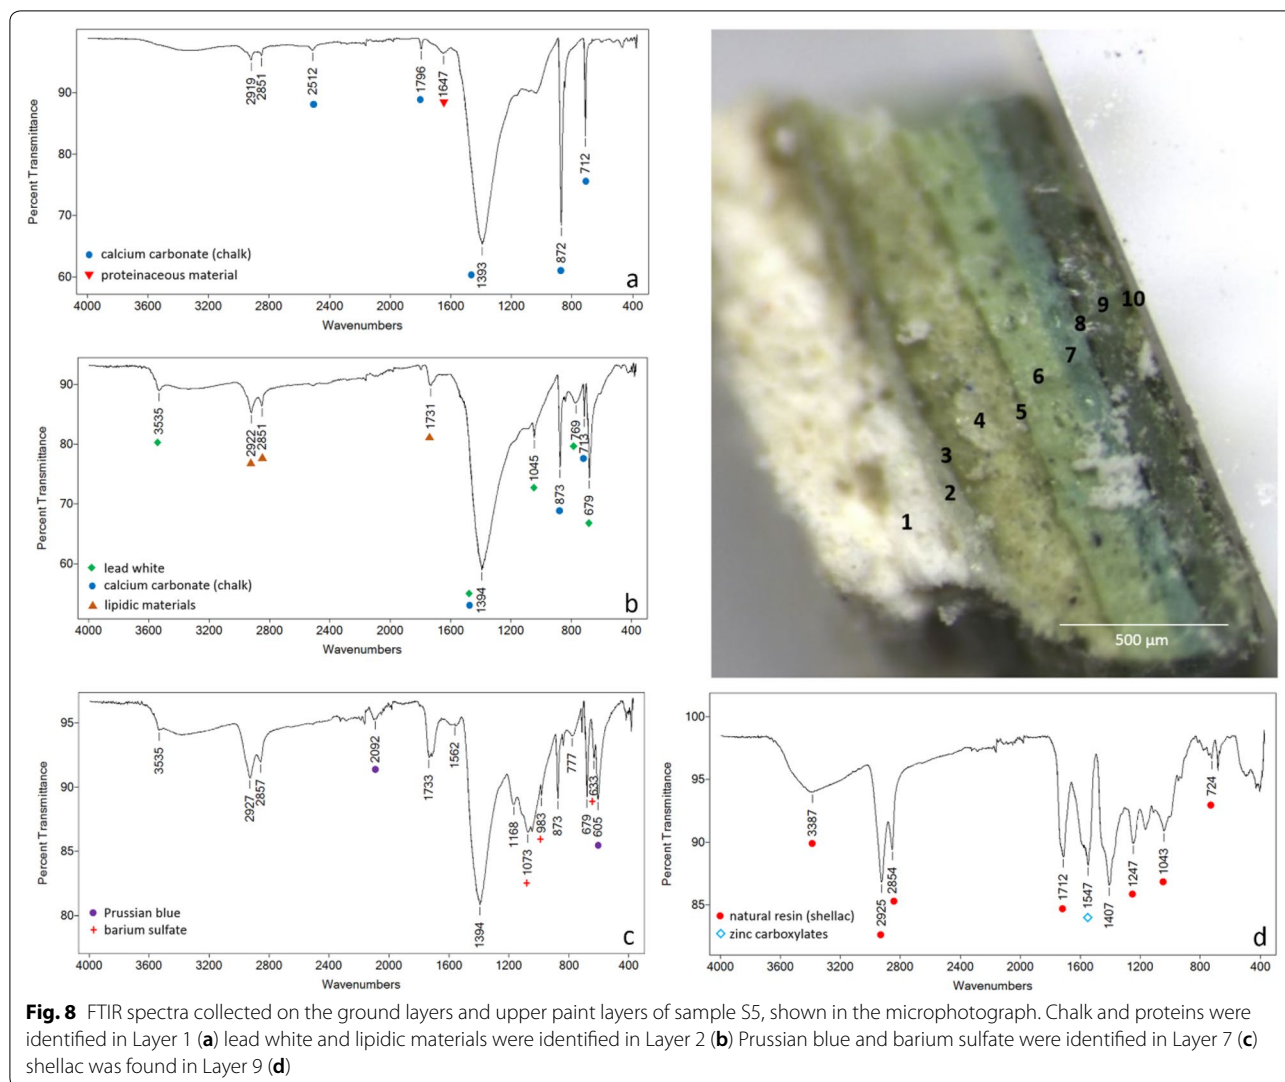 90
80
70
60
Percent Transmittance
2919
2851
2512
1796
1647
1393
872
712
calcium carbonate (chalk)
proteinaceous material
a
4000 3600 3200 2800 2400 2000 1600 1200 800 400
Wavenumbers
90
80
70
60
Percent Transmittance
3535
2922
2851
1731
1394
1045
873
769
713
679
lead white
calcium carbonate (chalk)
lipidic materials
b
4000 3600 3200 2800 2400 2000 1600 1200 800 400
Wavenumbers
1
2
3
4
5
6
7
8
9
10
500 µm
95
90
85
80
Percent Transmittance
3535
2927
2857
2092
1733
1562
1394
1168
1073
983
873
777
679
633
605
Prussian blue
barium sulfate
c
4000 3600 3200 2800 2400 2000 1600 1200 800 400
Wavenumbers
100
95
90
85
Percent Transmittance
3387
2925
2854
1712
1547
1407
1247
1043
724
natural resin (shellac)
zinc carboxylates
d
4000 3600 3200 2800 2400 2000 1600 1200 800 400
Wavenumbers
Fig. 8 FTIR spectra collected on the ground layers and upper paint layers of sample S5, shown in the microphotograph. Chalk and proteins were
identified in Layer 1 (a) lead white and lipidic materials were identified in Layer 2 (b) Prussian blue and barium sulfate were identified in Layer 7 (c)
shellac was found in Layer 9 (d)